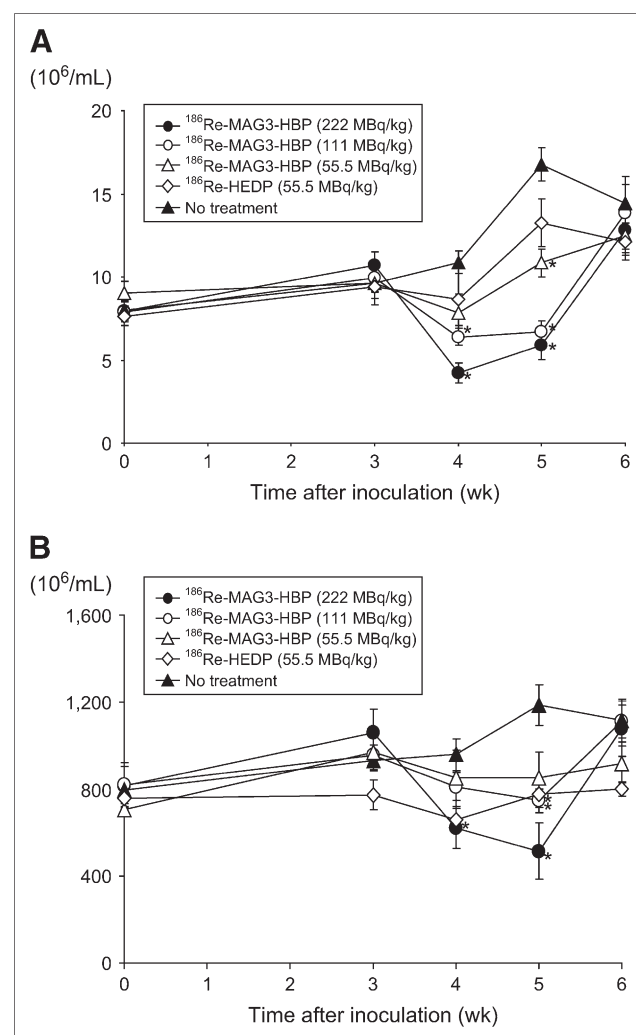 A
(10⁶/mL)
20
15
10
5
0
¹⁸⁶Re-MAG3-HBP (222 MBq/kg)
¹⁸⁶Re-MAG3-HBP (111 MBq/kg)
¹⁸⁶Re-MAG3-HBP (55.5 MBq/kg)
¹⁸⁶Re-HEDP (55.5 MBq/kg)
No treatment
*
*
*
*
*
0 1 2 3 4 5 6
Time after inoculation (wk)
B
(10⁶/mL)
1,600
1,200
800
400
0
¹⁸⁶Re-MAG3-HBP (222 MBq/kg)
¹⁸⁶Re-MAG3-HBP (111 MBq/kg)
¹⁸⁶Re-MAG3-HBP (55.5 MBq/kg)
¹⁸⁶Re-HEDP (55.5 MBq/kg)
No treatment
*
*
*
*
0 1 2 3 4 5 6
Time after inoculation (wk)